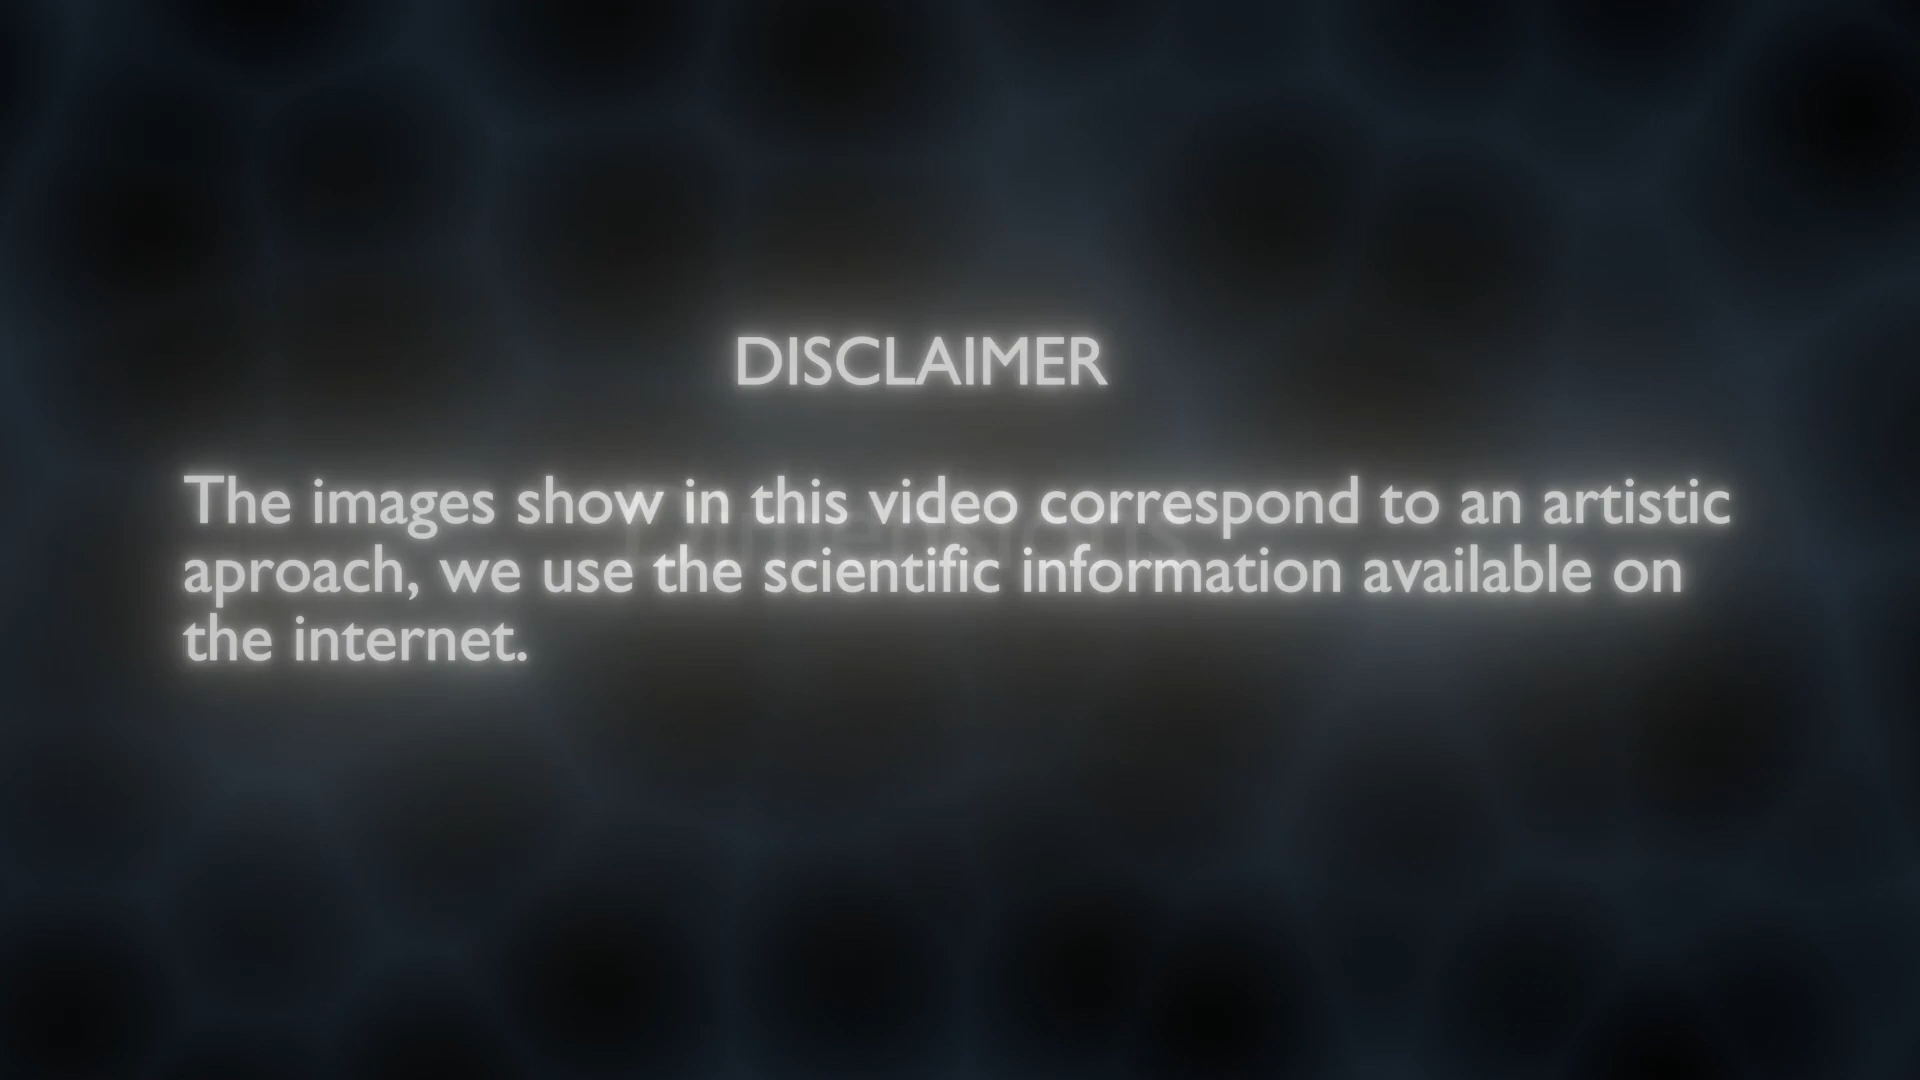 DISCLAIMER
The images show in this video correspond to an artistic
aproach, we use the scientific information available on
the internet.